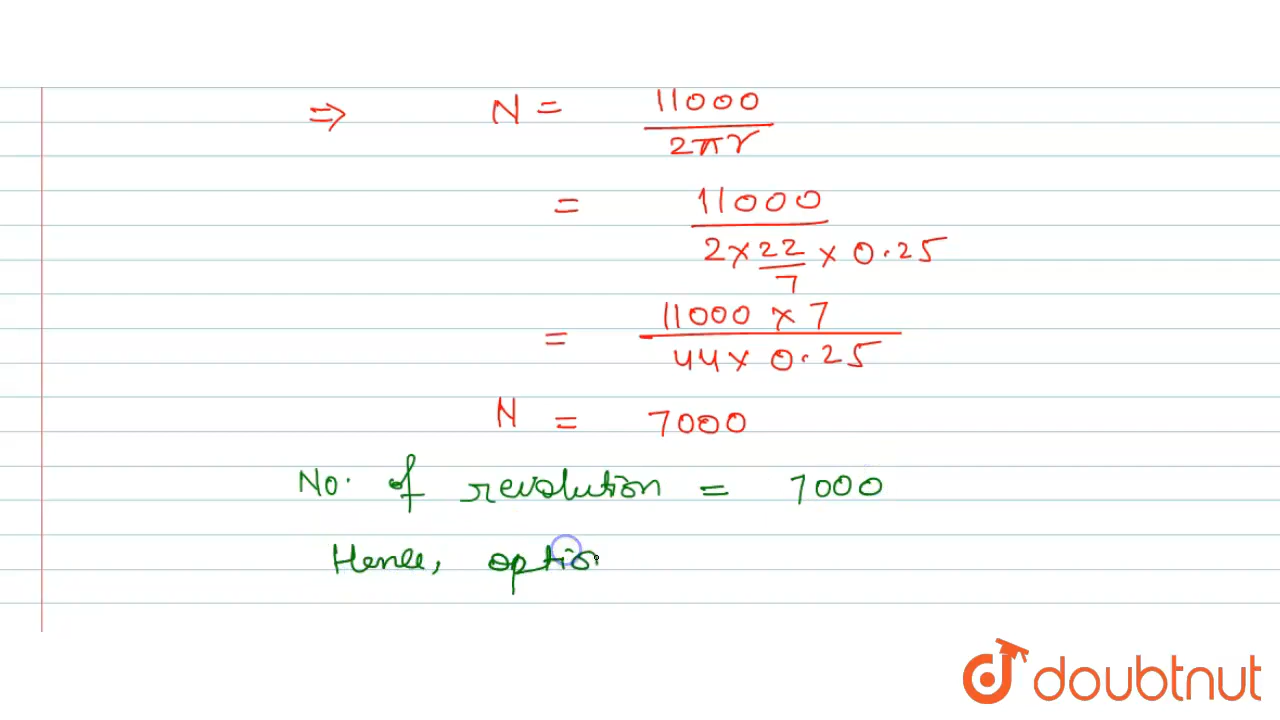 ⇒ N = 11000
2πr
= 11000
2 × 22/7 × 0.25
= 11000 × 7
44 × 0.25
N = 7000
No. of revolution = 7000
Hence, option
doubtnut